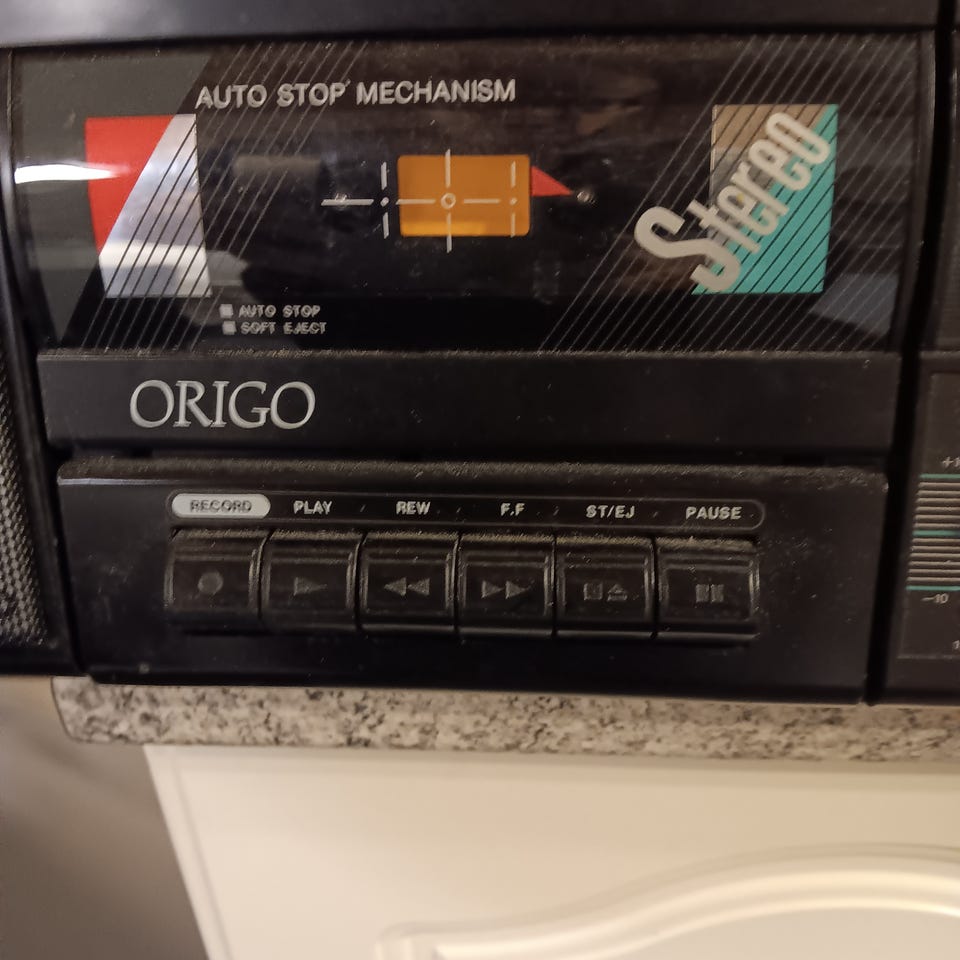 AUTO STOP MECHANISM
Stereo
AUTO STOP
SOFT EJECT
ORIGO
RECORD PLAY REW F.F ST/EJ PAUSE
-10